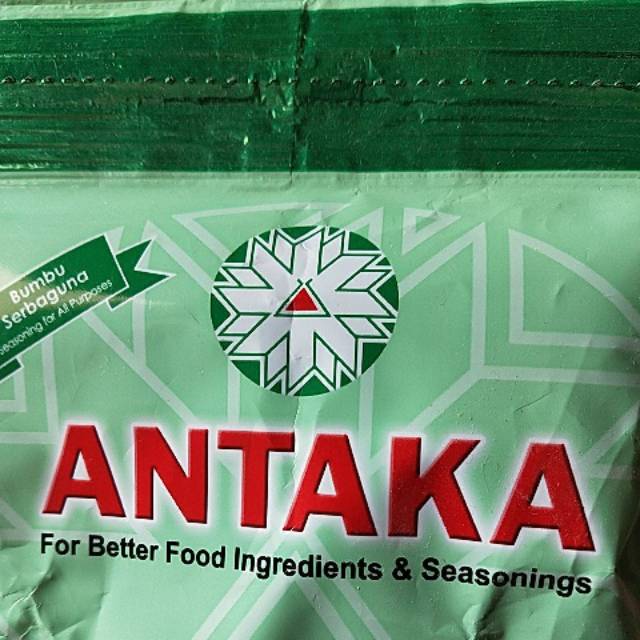 Bumbu
Serbaguna
Seasoning for All Purposes
ANTAKA
For Better Food Ingredients & Seasonings